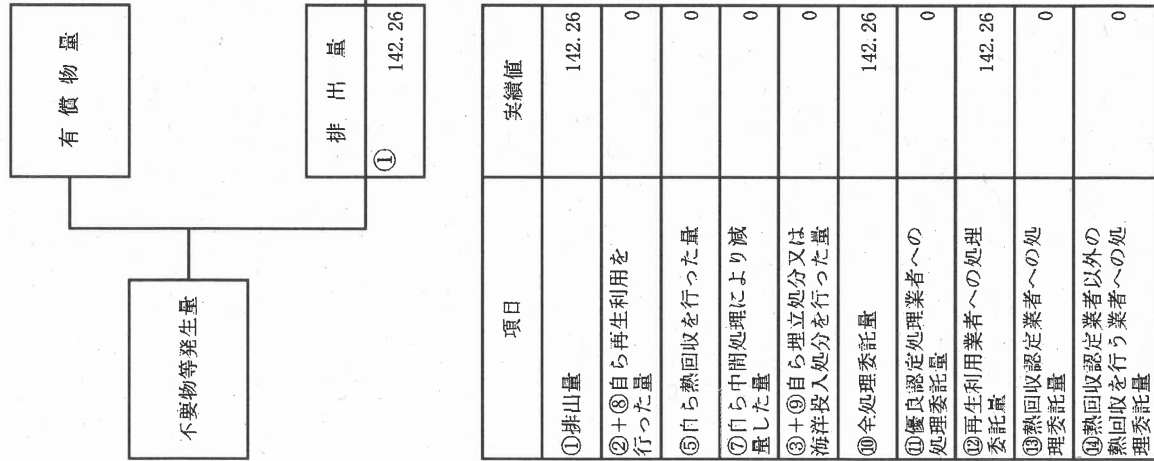 有償物量
不要物等発生量
排出量
①
142.26
項目
実績値
①排出量
142.26
②+⑧自ら再生利用を
行った量
0
⑤自ら熱回収を行った量
0
⑦自ら中間処理により減
量した量
0
③+⑨自ら埋立処分又は
海洋投入処分を行った量
0
⑩全処理委託量
142.26
⑪優良認定処理業者への
処理委託量
0
⑫再生利用業者への処理
委託量
142.26
⑬熱回収認定業者への処
理委託量
0
⑭熱回収認定業者以外の
熱回収を行う業者への処
理委託量
0